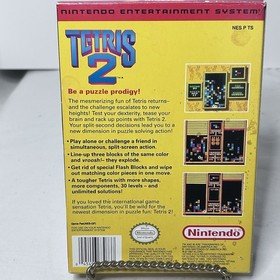 NINTENDO ENTERTAINMENT SYSTEM
NES P TS
TETRIS
2
Be a puzzle prodigy!
The mesmerizing fun of Tetris returns-
and the challenge escalates to new
heights! Test your dexterity, tease your
brain and rack up points with Tetris 2.
Your split-second decisions lead you to a
new dimension in puzzle solving action!
• Play alone or challenge a friend in
simultaneous, split-screen action.
• Line-up three blocks of the same color
and vroosh!- they explode.
• Get rid of special Flash Blocks and wipe
out matching color pieces in one move.
• A tougher Tetris with more shapes,
more components, 30 levels – and
unlimited solutions!
If you loved the international game
sensation Tetris, you'll be wild for the
newest dimension in puzzle fun: Tetris 2!
Nintendo